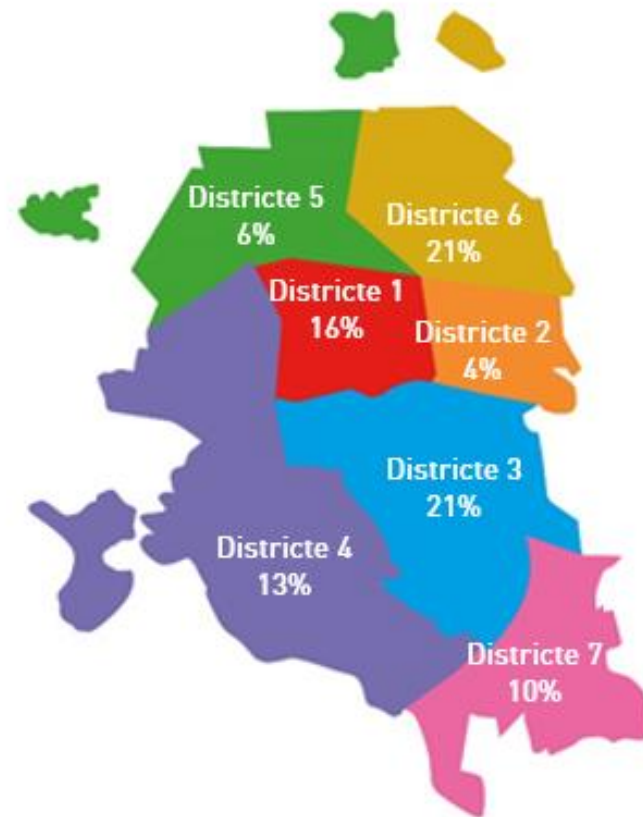 Districte 5
6%
Districte 6
21%
Districte 1
16%
Districte 2
4%
Districte 3
21%
Districte 4
13%
Districte 7
10%